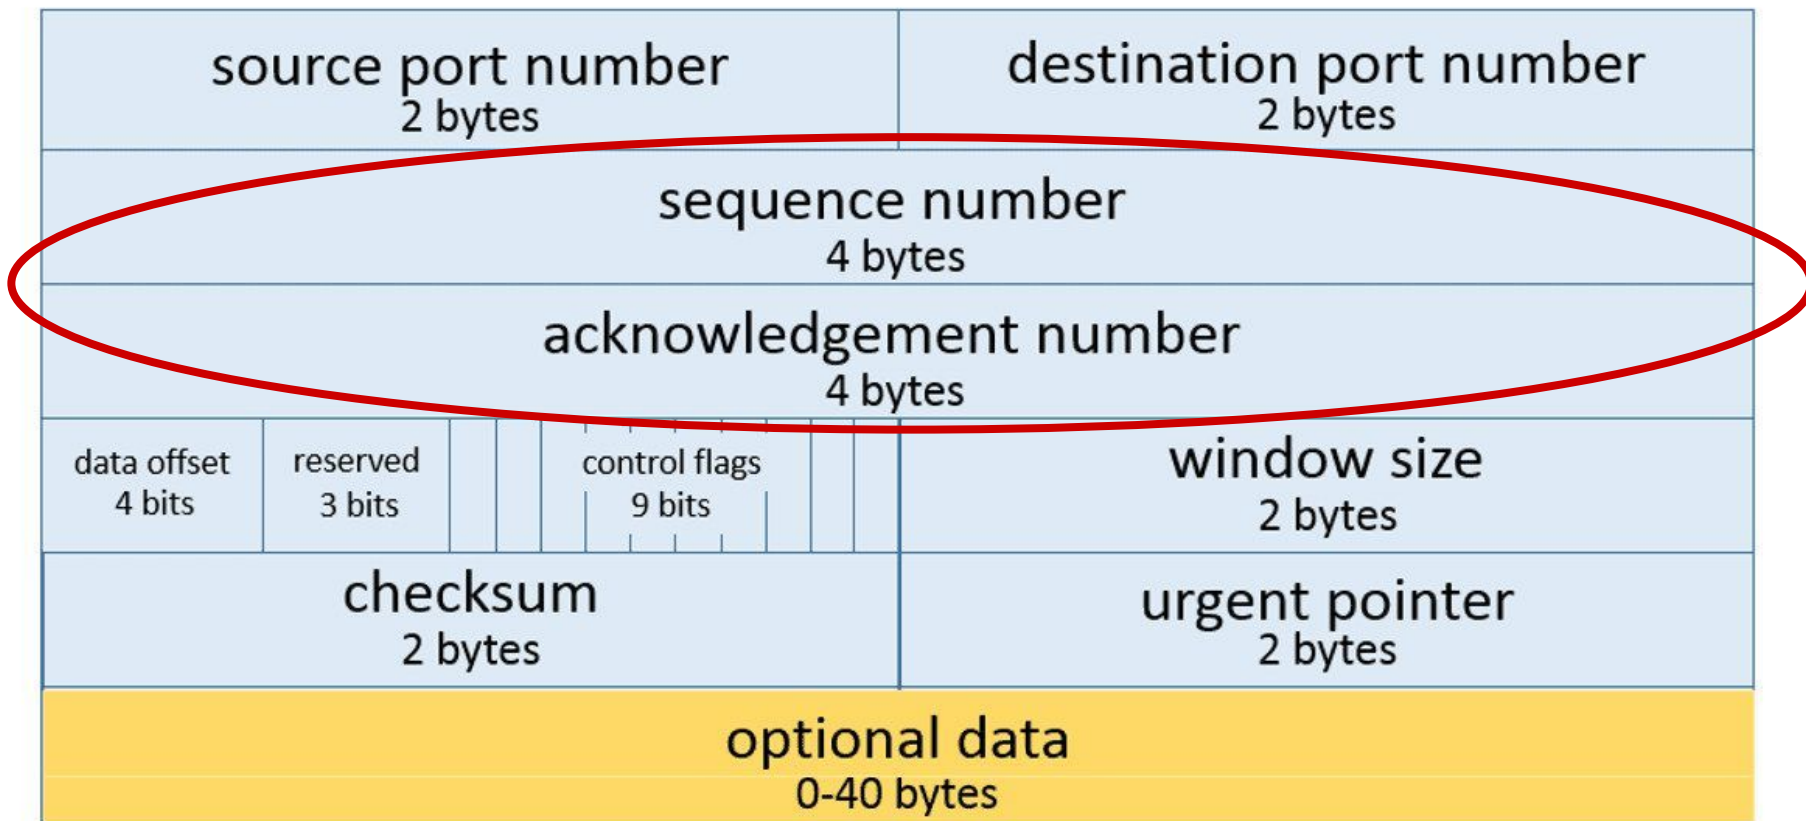 source port number
2 bytes
destination port number
2 bytes
sequence number
4 bytes
acknowledgement number
4 bytes
data offset
4 bits
reserved
3 bits
control flags
9 bits
window size
2 bytes
checksum
2 bytes
urgent pointer
2 bytes
optional data
0-40 bytes